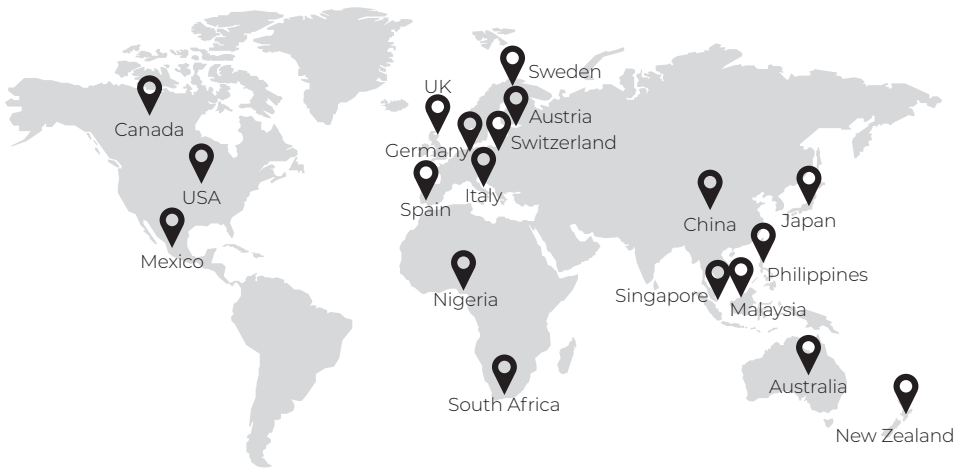 Sweden
UK
Austria
Canada
Switzerland
Germany
Italy
USA
Spain
China
Japan
Mexico
Philippines
Singapore
Nigeria
Malaysia
Australia
South Africa
New Zealand